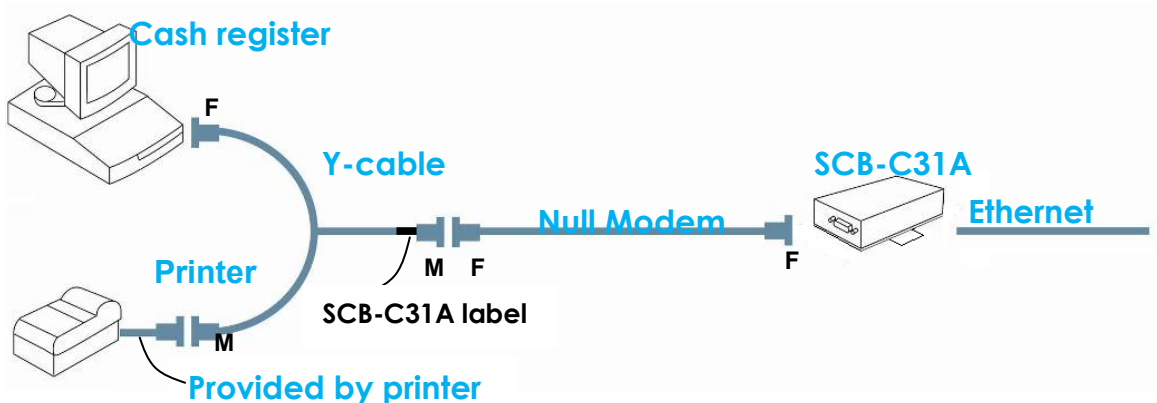 Cash register
F
Y-cable
SCB-C31A
Null Modem
Ethernet
M F
F
Printer
SCB-C31A label
M
Provided by printer